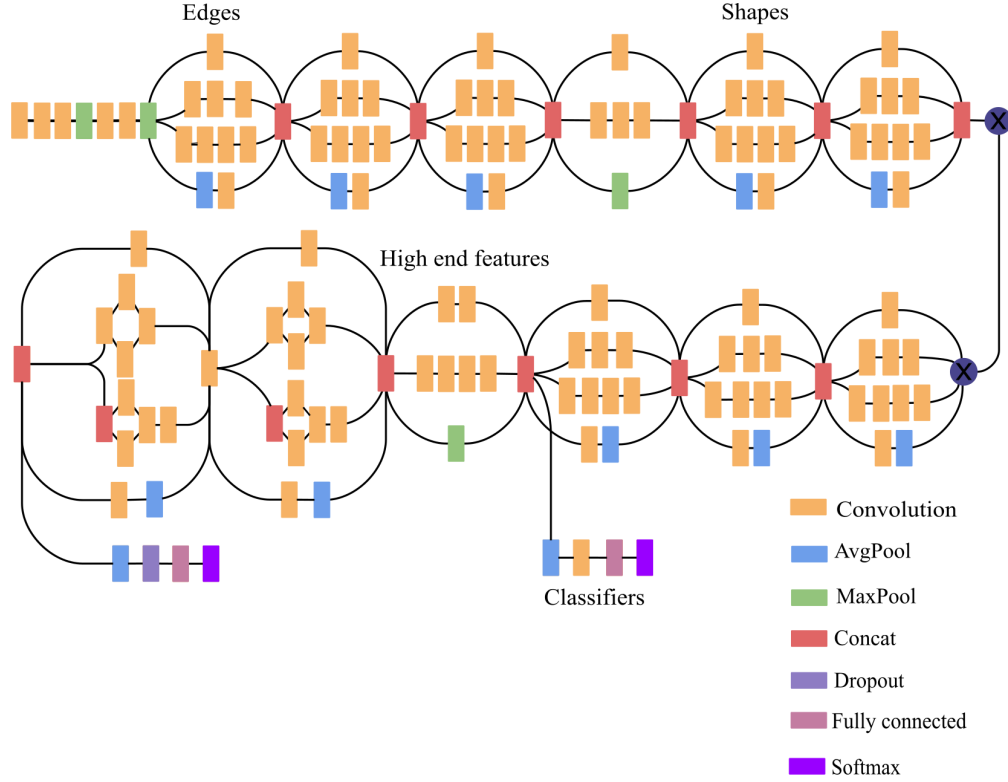 Edges
Shapes
X
High end features
X
Convolution
AvgPool
Classifiers
MaxPool
Concat
Dropout
Fully connected
Softmax